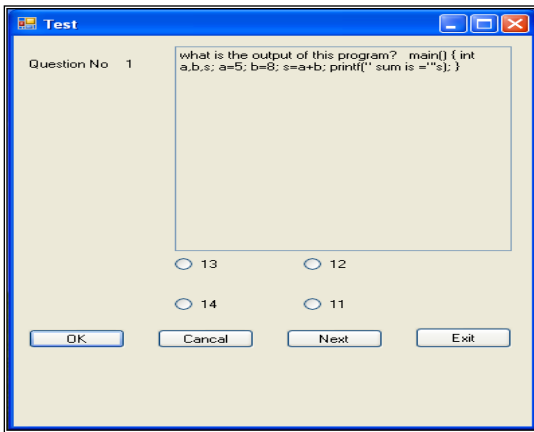 Test
Question No 1
what is the output of this program? main() { int
a,b,s; a=5; b=8; s=a+b; printf('' sum is ='"s); }
13 12
14 11
OK Cancal Next Exit